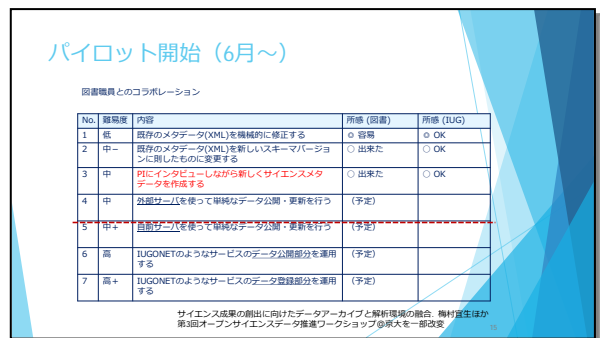 パイロット開始（6月～）
図書職員とのコラボレーション
No. 難易度 内容 所感 (図書) 所感 (IUG)
1 低 既存のメタデータ(XML)を機械的に修正する ◎ 容易 ◎ OK
2 中－ 既存のメタデータ(XML)を新しいスキーマバージョ
ンに則したものに変更する ○ 出来た ○ OK
3 中 PIにインタビューしながら新しくサイエンスメタ
データを作成する ○ 出来た ○ OK
4 中 外部サーバを使って単純なデータ公開・更新を行う （予定）
5 中+ 自前サーバを使って単純なデータ公開・更新を行う （予定）
6 高 IUGONETのようなサービスのデータ公開部分を運用
する （予定）
7 高+ IUGONETのようなサービスのデータ登録部分を運用
する （予定）
サイエンス成果の創出に向けたデータアーカイブと解析環境の融合, 梅村宜生ほか
第3回オープンサイエンスデータ推進ワークショップ@京大を一部改変
15